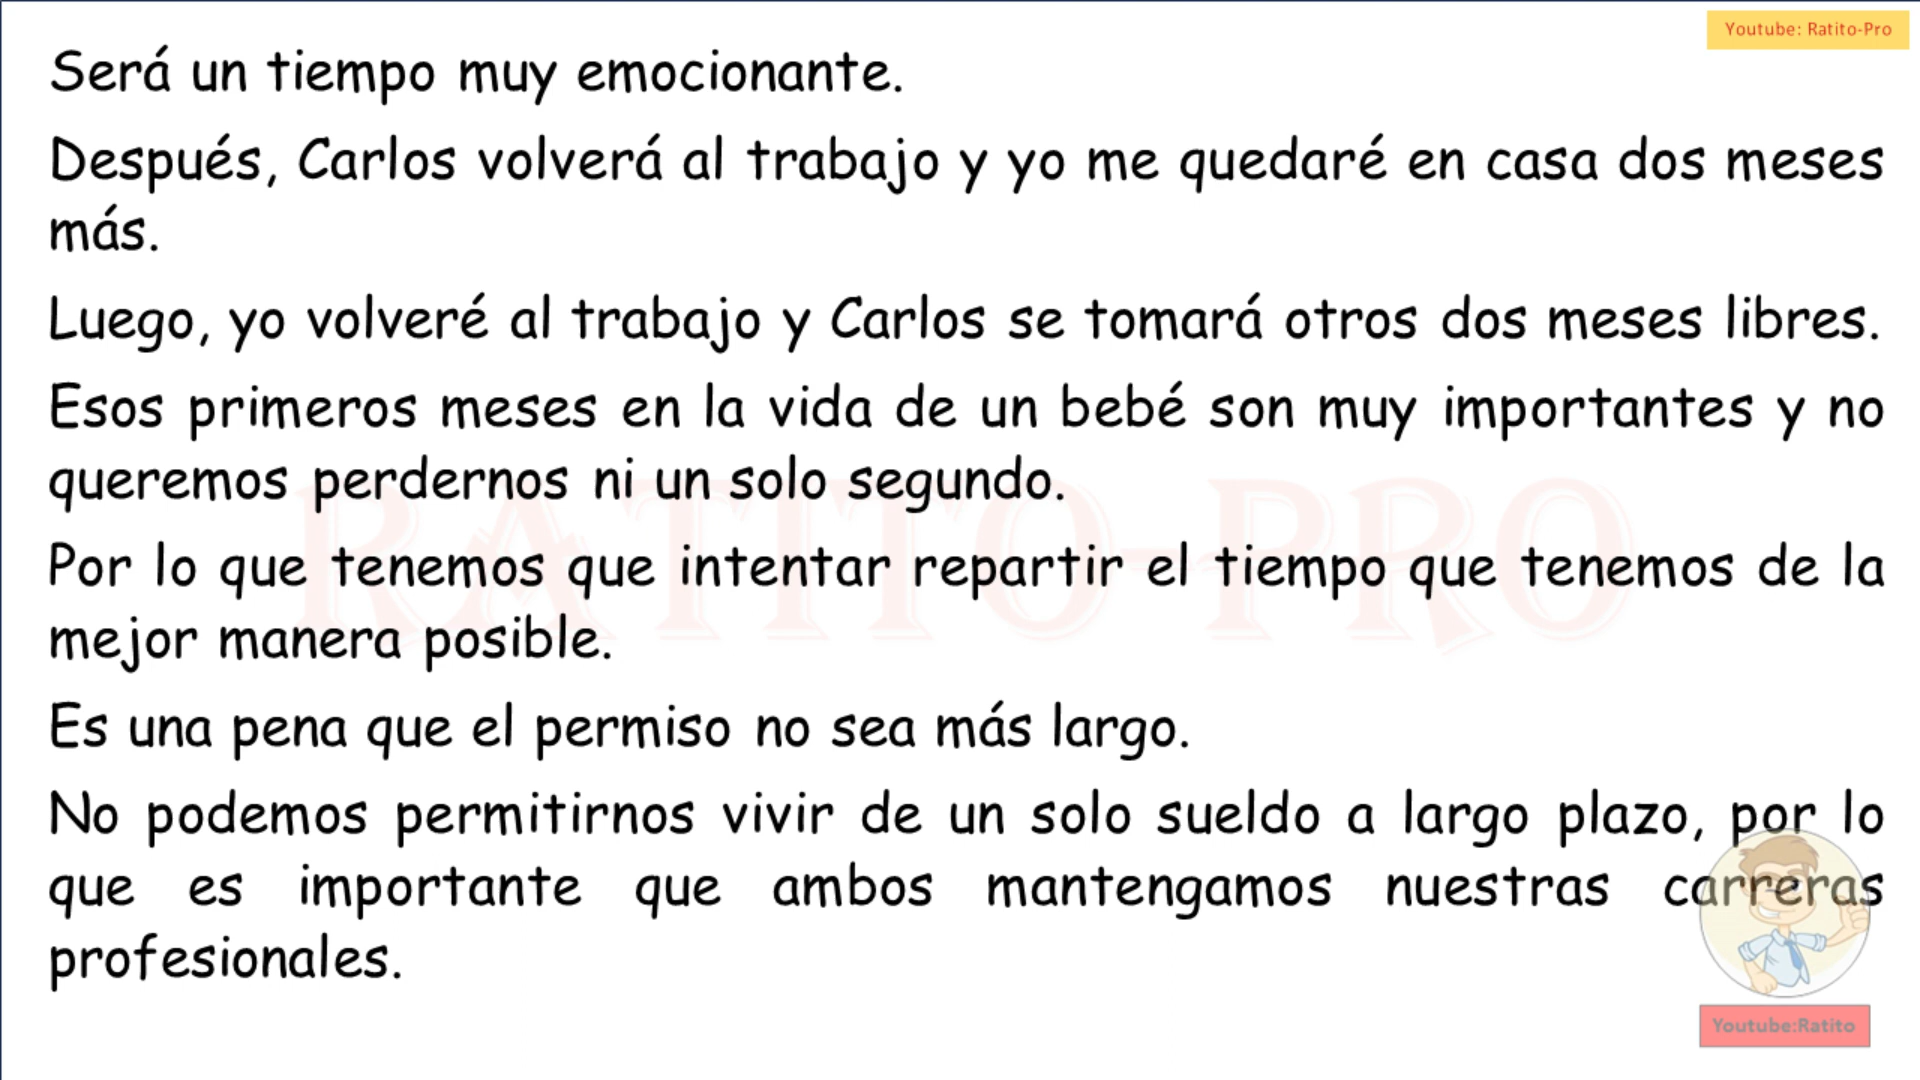 Youtube: Ratito-Pro
Será un tiempo muy emocionante.
Después, Carlos volverá al trabajo y yo me quedaré en casa dos meses
más.
Luego, yo volveré al trabajo y Carlos se tomará otros dos meses libres.
Esos primeros meses en la vida de un bebé son muy importantes y no
queremos perdernos ni un solo segundo.
RATITO-PRO
Por lo que tenemos que intentar repartir el tiempo que tenemos de la
mejor manera posible.
Es una pena que el permiso no sea más largo.
No podemos permitirnos vivir de un solo sueldo a largo plazo, por lo
que es importante que ambos mantengamos nuestras carreras
profesionales.
Youtube:Ratito